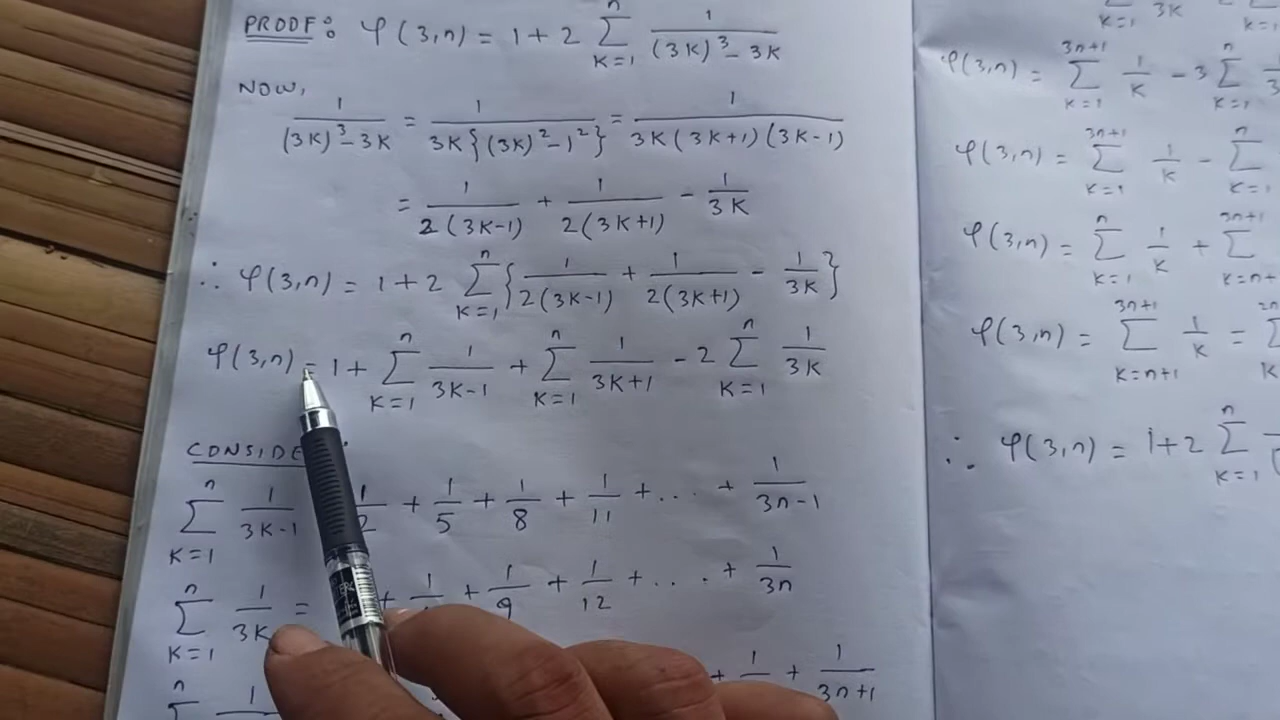 PROOF: φ(3,n) = 1 + 2 Σ_{K=1}^{n} 1/((3K)³ - 3K)
NOW,
1/((3K)³ - 3K) = 1/(3K{(3K)² - 1²}) = 1/(3K(3K+1)(3K-1))
= 1/(2(3K-1)) + 1/(2(3K+1)) - 1/(3K)
∴ φ(3,n) = 1 + 2 Σ_{K=1}^{n} {1/(2(3K-1)) + 1/(2(3K+1)) - 1/(3K)}
φ(3,n) = 1 + Σ_{K=1}^{n} 1/(3K-1) + Σ_{K=1}^{n} 1/(3K+1) - 2 Σ_{K=1}^{n} 1/(3K)
Σ_{K=1}^{n} 1/(3K-1) 1/2 + 1/5 + 1/8 + 1/11 + ... + 1/(3n-1)
Σ_{K=1}^{n} 1/(3K) = + 1/9 + 1/12 + .... + 1/(3n)
+ 1/(3n+1)
K=1 3K K=1
φ(3,n) = Σ_{K=1}^{3n+1} 1/K - 3 Σ_{K=1}^{n}
φ(3,n) = Σ_{K=1}^{3n+1} 1/K - Σ_{K=1}^{n}
φ(3,n) = Σ_{K=1}^{n} 1/K + Σ^{3n+1}
φ(3,n) = Σ_{K=n+1}^{3n+1} 1/K =
∴ φ(3,n) = 1 + 2 Σ_{K=1}^{n}